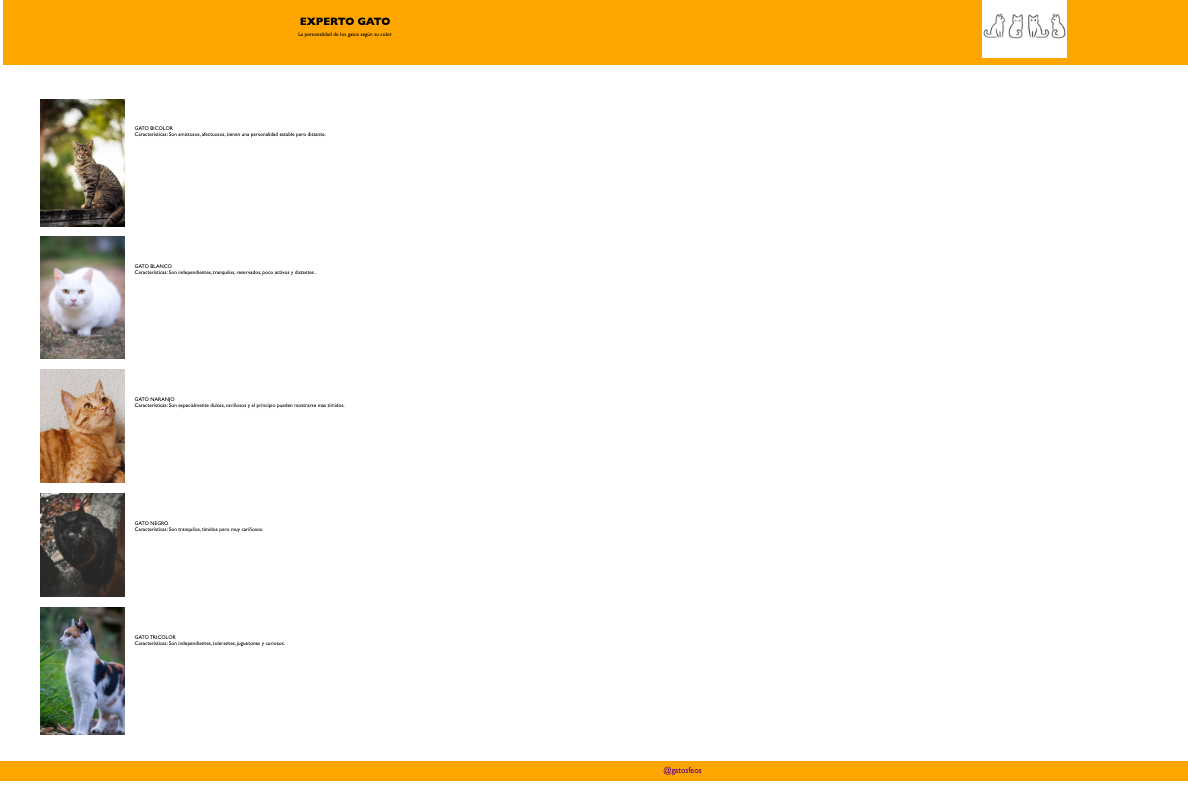 EXPERTO GATO
La personalidad de los gatos según su color
GATO BICOLOR
Características: Son amistosos, afectuosos, tienen una personalidad estable pero distante.
GATO BLANCO
Características: Son independientes, tranquilos, reservados, poco activos y distantes. .
GATO NARANJO
Características: Son especialmente dulces, cariñosos y al principio pueden mostrarse mas tímidos.
GATO NEGRO
Características: Son tranquilos, tímidos pero muy cariñosos.
GATO TRICOLOR
Características: Son independientes, tolerantes, juguetones y curiosos.
@gatosfeos